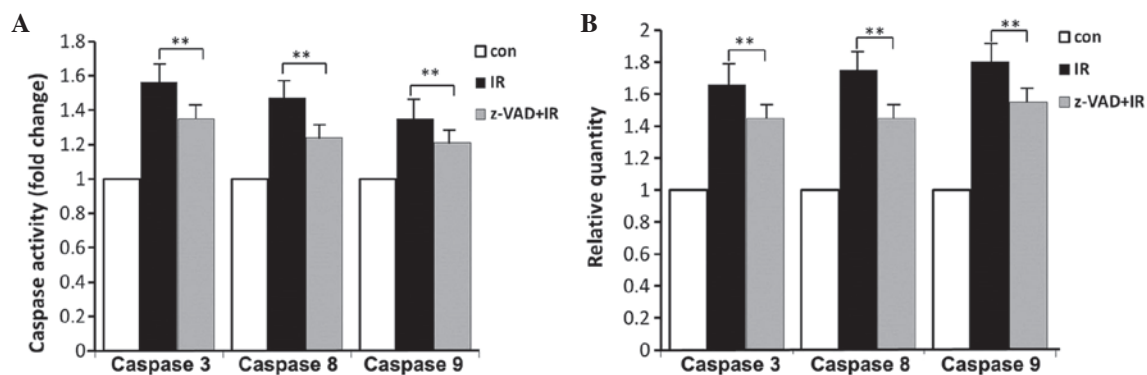 A
Caspase activity (fold change)
1.8
1.6
1.4
1.2
1
0.8
0.6
0.4
0.2
0
**
**
**
con
IR
z-VAD+IR
Caspase 3
Caspase 8
Caspase 9
B
Relative quantity
2
1.8
1.6
1.4
1.2
1
0.8
0.6
0.4
0.2
0
**
**
**
con
IR
z-VAD+IR
Caspase 3
Caspase 8
Caspase 9